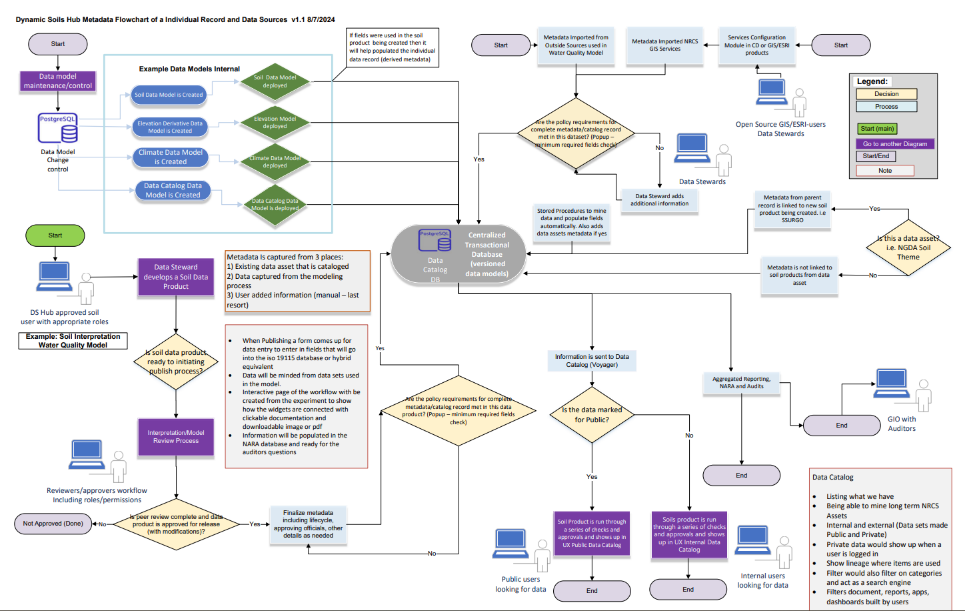 Dynamic Soils Hub Metadata Flowchart of a Individual Record and Data Sources v1.1 8/7/2024
Start
Data model
maintenance/control
PostgreSQL
Data Model
Change
control
Example Data Models Internal
Soil Data Model is Created
Elevation Derivative Data
Model is Created
Climate Data Model
is Created
Data Catalog Data
Model is Created
Soil Data Model
deployed
Elevation Model
deployed
Climate Data Model
deployed
Data Catalog Data
Model is deployed
If fields were used in the soil
product being created then it
will help populated the individual
data record (derived metadata)
Start
Metadata Imported from
Outside Sources used in
Water Quality Model
Metadata Imported NRCS
GIS Services
Services Configuration
Module in CD or GIS/ESRI
products
Start
Open Source GIS/ESRI-users
Data Stewards
Legend:
Decision
Process
Start (main)
Go to another Diagram
Start/End
Note
Are the policy requirements for
complete metadata/catalog record
met in this dataset? (Popup –
minimum required fields check)
Yes
No
Data Stewards
Data Steward adds
additional information
Stored Procedures to mine
data and populate fields
automatically. Also adds
data assets metadata if yes
Metadata from parent
record is linked to new soil
product being created. i.e
SSURGO
Yes
Is this a data asset?
i.e. NGDA Soil
Theme
No
Metadata is not linked to
soil products from data
asset
PostgreSQL
Data
Catalog
DB
Centralized
Transactional
Database
(versioned
data models)
Start
DS Hub approved soil
user with appropriate roles
Example: Soil Interpretation
Water Quality Model
Data Steward
develops a Soil Data
Product
Metadata is captured from 3 places:
1) Existing data asset that is cataloged
2) Data captured from the modeling
process
3) User added information (manual – last
resort)
Is soil data product
ready to initiating
publish process?
• When Publishing a form comes up for
data entry to enter in fields that will go
into the iso 19115 database or hybrid
equivalent
• Data will be minded from data sets used
in the model.
• Interactive page of the workflow with be
created from the experiment to show
how the widgets are connected with
clickable documentation and
downloadable image or pdf
• Information will be populated in the
NARA database and ready for the
auditors questions
Interpretation/Model
Review Process
Reviewers/approvers workflow
Including roles/permissions
Not Approved (Done)
No
Is peer review complete and data
product is approved for release
(with modifications)?
Yes
Finalize metadata
including lifecycle,
approving officials, other
details as needed
No
Yes
Are the policy requirements for complete
metadata/catalog record met in this data
product? (Popup – minimum required fields
check)
Information is sent to Data
Catalog (Voyager)
Is the data marked
for Public?
Yes
No
Aggregated Reporting,
NARA and Audits
End
End
GIO with
Auditors
Soil Product is run through
a series of checks and
approvals and shows up in
UX Public Data Catalog
Public users
looking for data
End
Soils product is run
through a series of checks
and approvals and shows
up in UX Internal Data
Catalog
Internal users
looking for data
End
Data Catalog
• Listing what we have
• Being able to mine long term NRCS
Assets
• Internal and external (Data sets made
Public and Private)
• Private data would show up when a
user is logged in
• Show lineage where items are used
• Filter would also filter on categories
and act as a search engine
• Filters document, reports, apps,
dashboards built by users